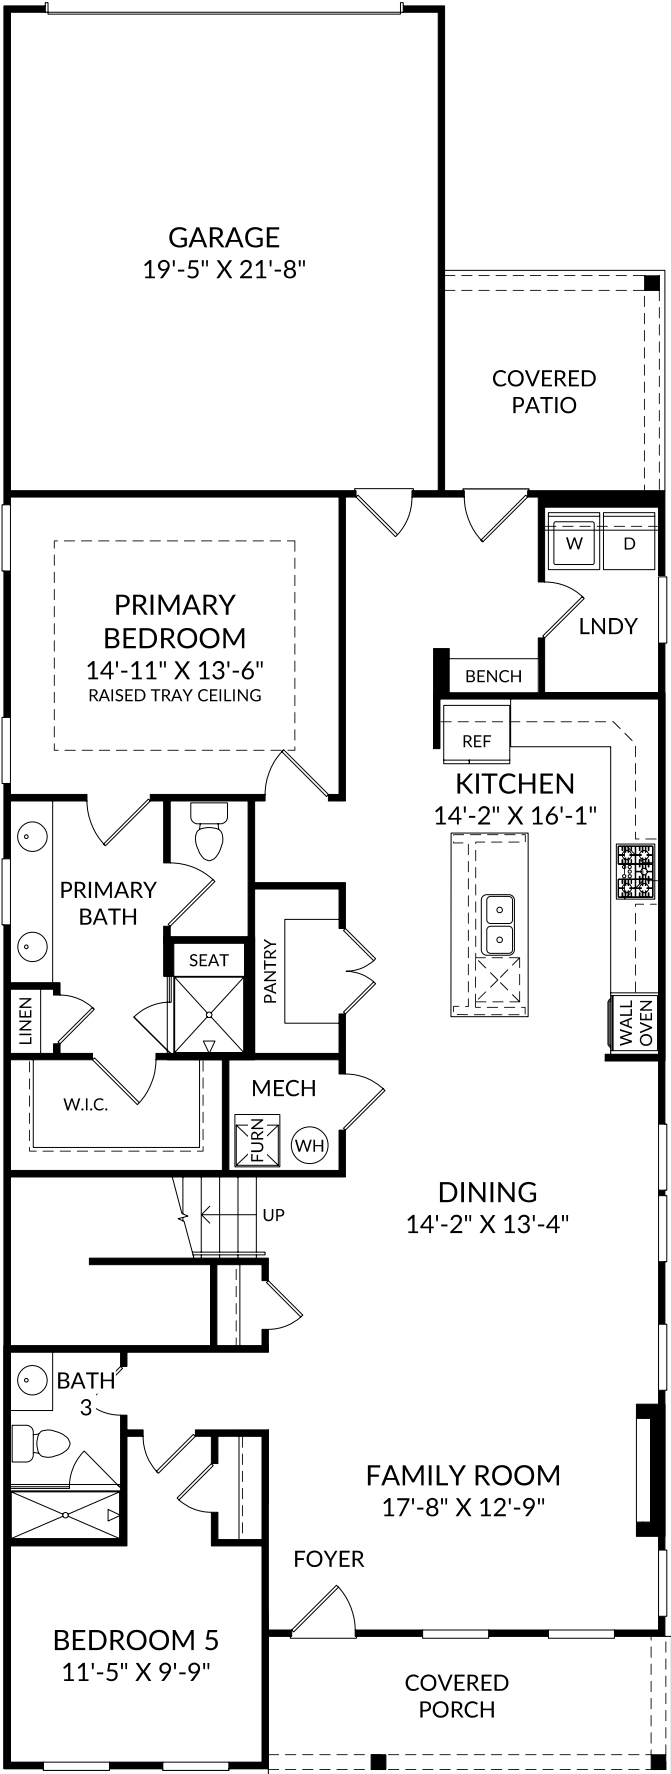 GARAGE
19'-5" X 21'-8"
COVERED
PATIO
W
D
PRIMARY
BEDROOM
14'-11" X 13'-6"
RAISED TRAY CEILING
LNDY
BENCH
REF
KITCHEN
14'-2" X 16'-1"
PRIMARY
BATH
SEAT
PANTRY
LINEN
WALL
OVEN
W.I.C.
MECH
FURN
WH
DINING
14'-2" X 13'-4"
UP
BATH
3
FAMILY ROOM
17'-8" X 12'-9"
FOYER
BEDROOM 5
11'-5" X 9'-9"
COVERED
PORCH